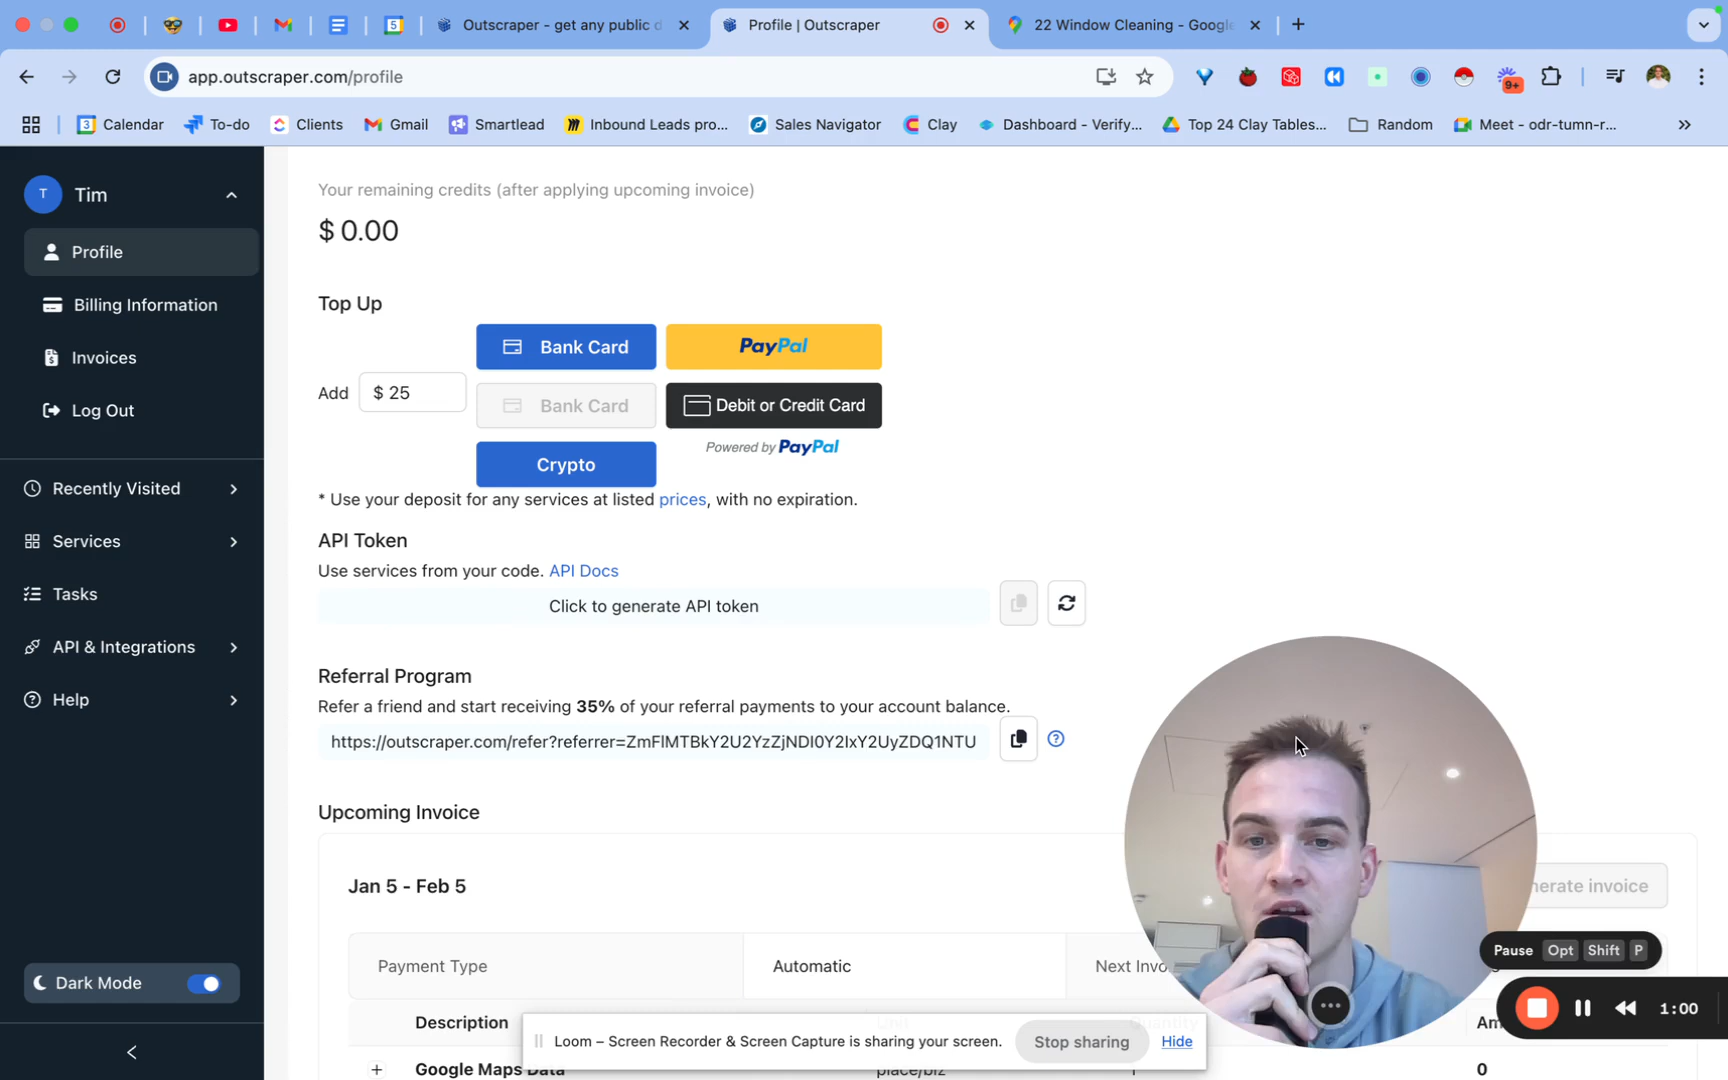 Outscraper - get any public d
Profile | Outscraper
22 Window Cleaning - Google
app.outscraper.com/profile
9+
Calendar
To-do
Clients
Gmail
Smartlead
Inbound Leads pro...
Sales Navigator
Clay
Dashboard - Verify,...
Top 24 Clay Tables...
Random
Meet - odr-tumn-r...
T
Tim
Profile
Billing Information
Invoices
Log Out
Recently Visited
Services
Tasks
API & Integrations
Help
Dark Mode
Your remaining credits (after applying upcoming invoice)
$ 0.00
Top Up
Add
$ 25
Bank Card
PayPal
Bank Card
Debit or Credit Card
Powered by PayPal
Crypto
* Use your deposit for any services at listed prices, with no expiration.
API Token
Use services from your code. API Docs
Click to generate API token
Referral Program
Refer a friend and start receiving 35% of your referral payments to your account balance.
https://outscraper.com/refer?referrer=ZmFlMTBkY2U2YzZjNDI0Y2IxY2UyZDQ1NTU
Upcoming Invoice
Jan 5 - Feb 5
nerate invoice
Payment Type
Automatic
Next Invo
Description
Unit
Quantity
Am
Google Maps Data
place/biz
1
0
Pause Opt Shift P
1:00
Loom – Screen Recorder & Screen Capture is sharing your screen.
Stop sharing
Hide